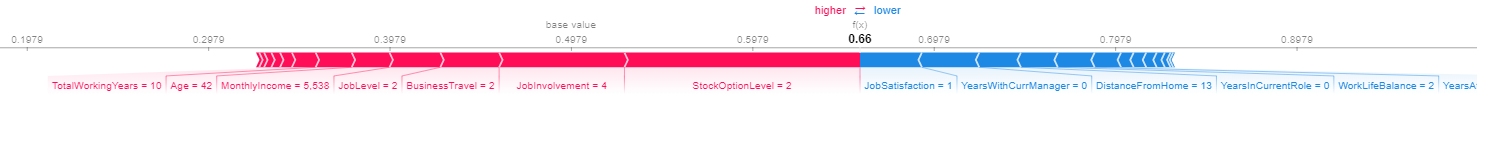 higher ⇄ lower
base value f(x)
0.1979 0.2979 0.3979 0.4979 0.5979 0.66 0.6979 0.7979 0.8979
TotalWorkingYears = 10 Age = 42 MonthlyIncome = 5,538 JobLevel = 2 BusinessTravel = 2 JobInvolvement = 4 StockOptionLevel = 2 JobSatisfaction = 1 YearsWithCurrManager = 0 DistanceFromHome = 13 YearsInCurrentRole = 0 WorkLifeBalance = 2 YearsA